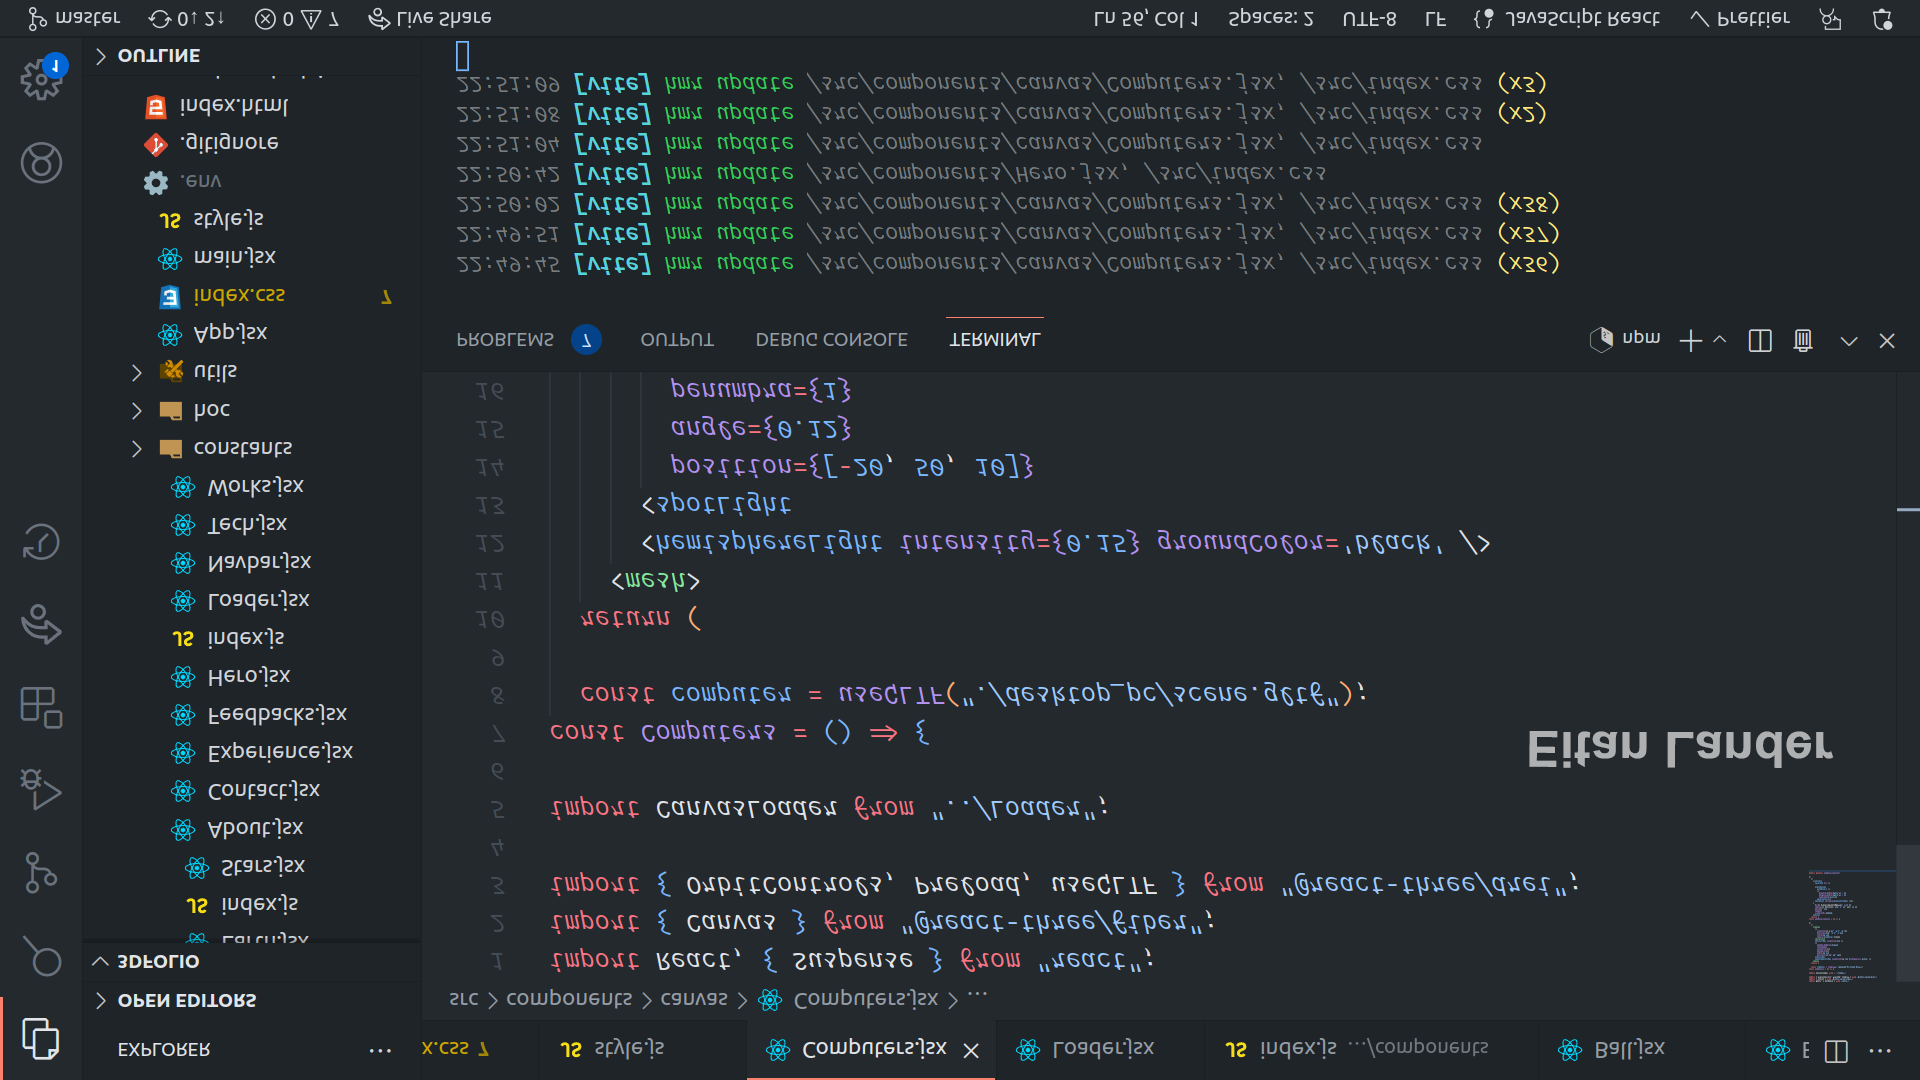 EXPLORER
x.css 7
style.js
Computers.jsx
Loader.jsx
index.js .../components
Ball.jsx
E
OPEN EDITORS
3DFOLIO
Earth.jsx
index.js
Stars.jsx
About.jsx
Contact.jsx
Experience.jsx
Feedbacks.jsx
Hero.jsx
index.js
Loader.jsx
Navbar.jsx
Tech.jsx
Works.jsx
constants
hoc
utils
App.jsx
index.css 7
main.jsx
style.js
.env
.gitignore
index.html
OUTLINE
src > components > canvas > Computers.jsx > ...
1 import React, { Suspense } from "react";
2 import { Canvas } from "@react-three/fiber";
3 import { OrbitControls, Preload, useGLTF } from "@react-three/drei";
4
5 import CanvasLoader from "../Loader";
6
7 const Computers = () => {
8 const computer = useGLTF("./desktop_pc/scene.gltf");
9
10 return (
11 <mesh>
12 <hemisphereLight intensity={0.15} groundColor='black' />
13 <spotLight
14 position={[-20, 50, 10]}
15 angle={0.12}
16 penumbra={1}
Eitan Lander
PROBLEMS 7 OUTPUT DEBUG CONSOLE TERMINAL
npm
22:49:45 [vite] hmr update /src/components/canvas/Computers.jsx, /src/index.css (x36)
22:49:51 [vite] hmr update /src/components/canvas/Computers.jsx, /src/index.css (x37)
22:50:02 [vite] hmr update /src/components/canvas/Computers.jsx, /src/index.css (x38)
22:50:42 [vite] hmr update /src/components/Hero.jsx, /src/index.css
22:51:04 [vite] hmr update /src/components/canvas/Computers.jsx, /src/index.css
22:51:08 [vite] hmr update /src/components/canvas/Computers.jsx, /src/index.css (x2)
22:51:09 [vite] hmr update /src/components/canvas/Computers.jsx, /src/index.css (x3)
1
master 0↓ 2↑ 0 7 Live Share
Ln 56, Col 1 Spaces: 2 UTF-8 LF {} JavaScript React Prettier